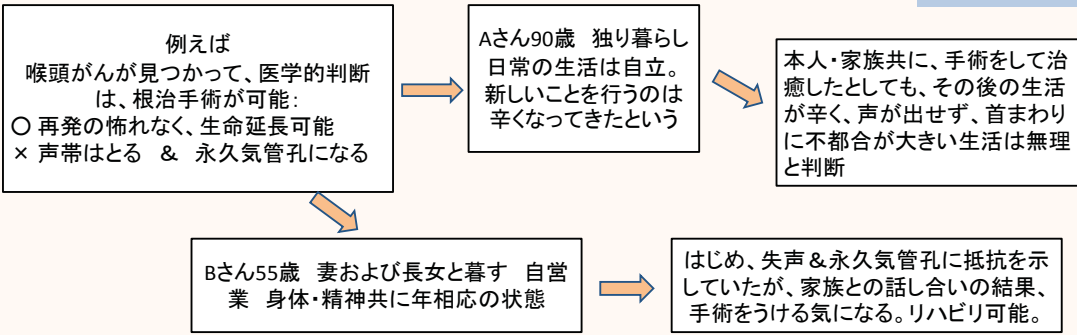 例えば
喉頭がんが見つかって、医学的判断
は、根治手術が可能：
○ 再発の怖れなく、生命延長可能
× 声帯はとる ＆ 永久気管孔になる
Aさん90歳 独り暮らし
日常の生活は自立。
新しいことを行うのは
辛くなってきたという
本人・家族共に、手術をして治
癒したとしても、その後の生活
が辛く、声が出せず、首まわり
に不都合が大きい生活は無理
と判断
Bさん55歳 妻および長女と暮す 自営
業 身体・精神共に年相応の状態
はじめ、失声＆永久気管孔に抵抗を示
していたが、家族との話し合いの結果、
手術をうける気になる。リハビリ可能。